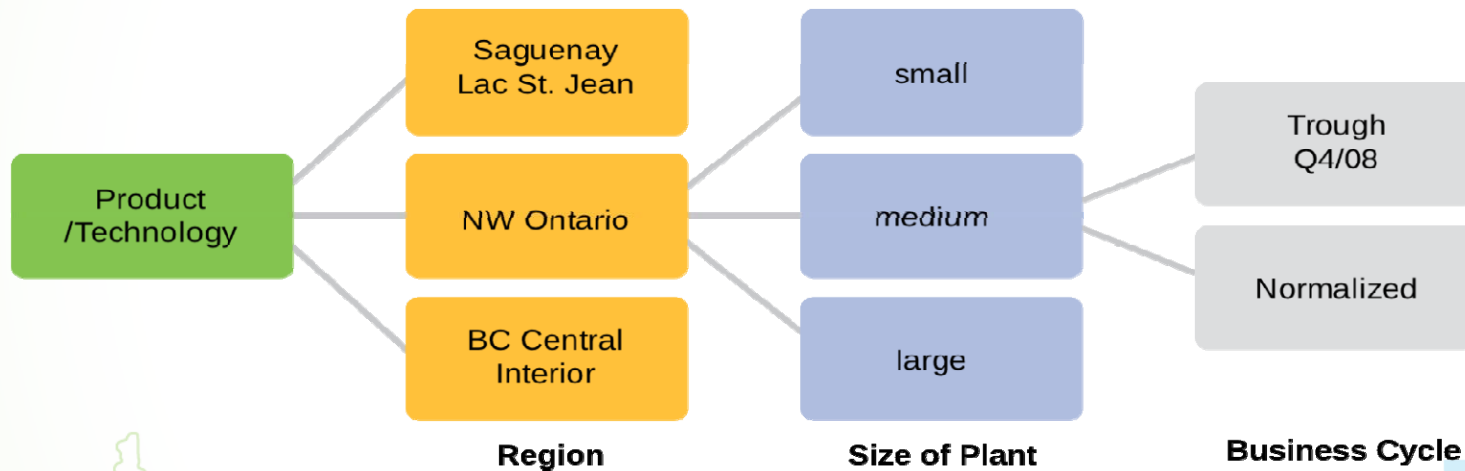 Product
/Technology
Saguenay
Lac St. Jean
NW Ontario
BC Central
Interior
Region
small
medium
large
Size of Plant
Trough
Q4/08
Normalized
Business Cycle